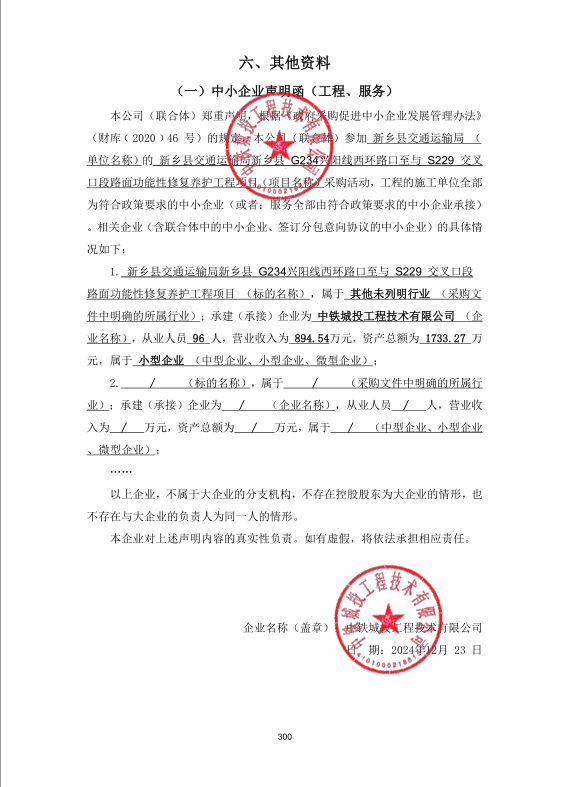 六、其他资料
（一）中小企业声明函（工程、服务）
本公司（联合体）郑重声明，根据《政府采购促进中小企业发展管理办法》
（财库﹝2020﹞46 号）的规定，本公司（联合体）参加 新乡县交通运输局 （
单位名称）的 新乡县交通运输局新乡县 G234兴阳线西环路口至与 S229 交叉
口段路面功能性修复养护工程项目（项目名称）采购活动，工程的施工单位全部
为符合政策要求的中小企业（或者：服务全部由符合政策要求的中小企业承接）
。相关企业（含联合体中的中小企业、签订分包意向协议的中小企业）的具体情
况如下：
1. 新乡县交通运输局新乡县 G234兴阳线西环路口至与 S229 交叉口段
路面功能性修复养护工程项目 （标的名称），属于 其他未列明行业 （采购文
件中明确的所属行业）；承建（承接）企业为 中铁城投工程技术有限公司 （企
业名称），从业人员 96 人，营业收入为 894.54万元，资产总额为 1733.27 万
元，属于 小型企业 （中型企业、小型企业、微型企业）；
2. / （标的名称），属于 / （采购文件中明确的所属行
业）；承建（承接）企业为 / （企业名称），从业人员 / 人，营业收
入为 / 万元，资产总额为 / 万元，属于 / （中型企业、小型企业
、微型企业）；
……
以上企业，不属于大企业的分支机构，不存在控股股东为大企业的情形，也
不存在与大企业的负责人为同一人的情形。
本企业对上述声明内容的真实性负责。如有虚假，将依法承担相应责任。
企业名称（盖章）：中铁城投工程技术有限公司
日 期：2024年12月 23 日
中铁城投工程技术有限公司
300